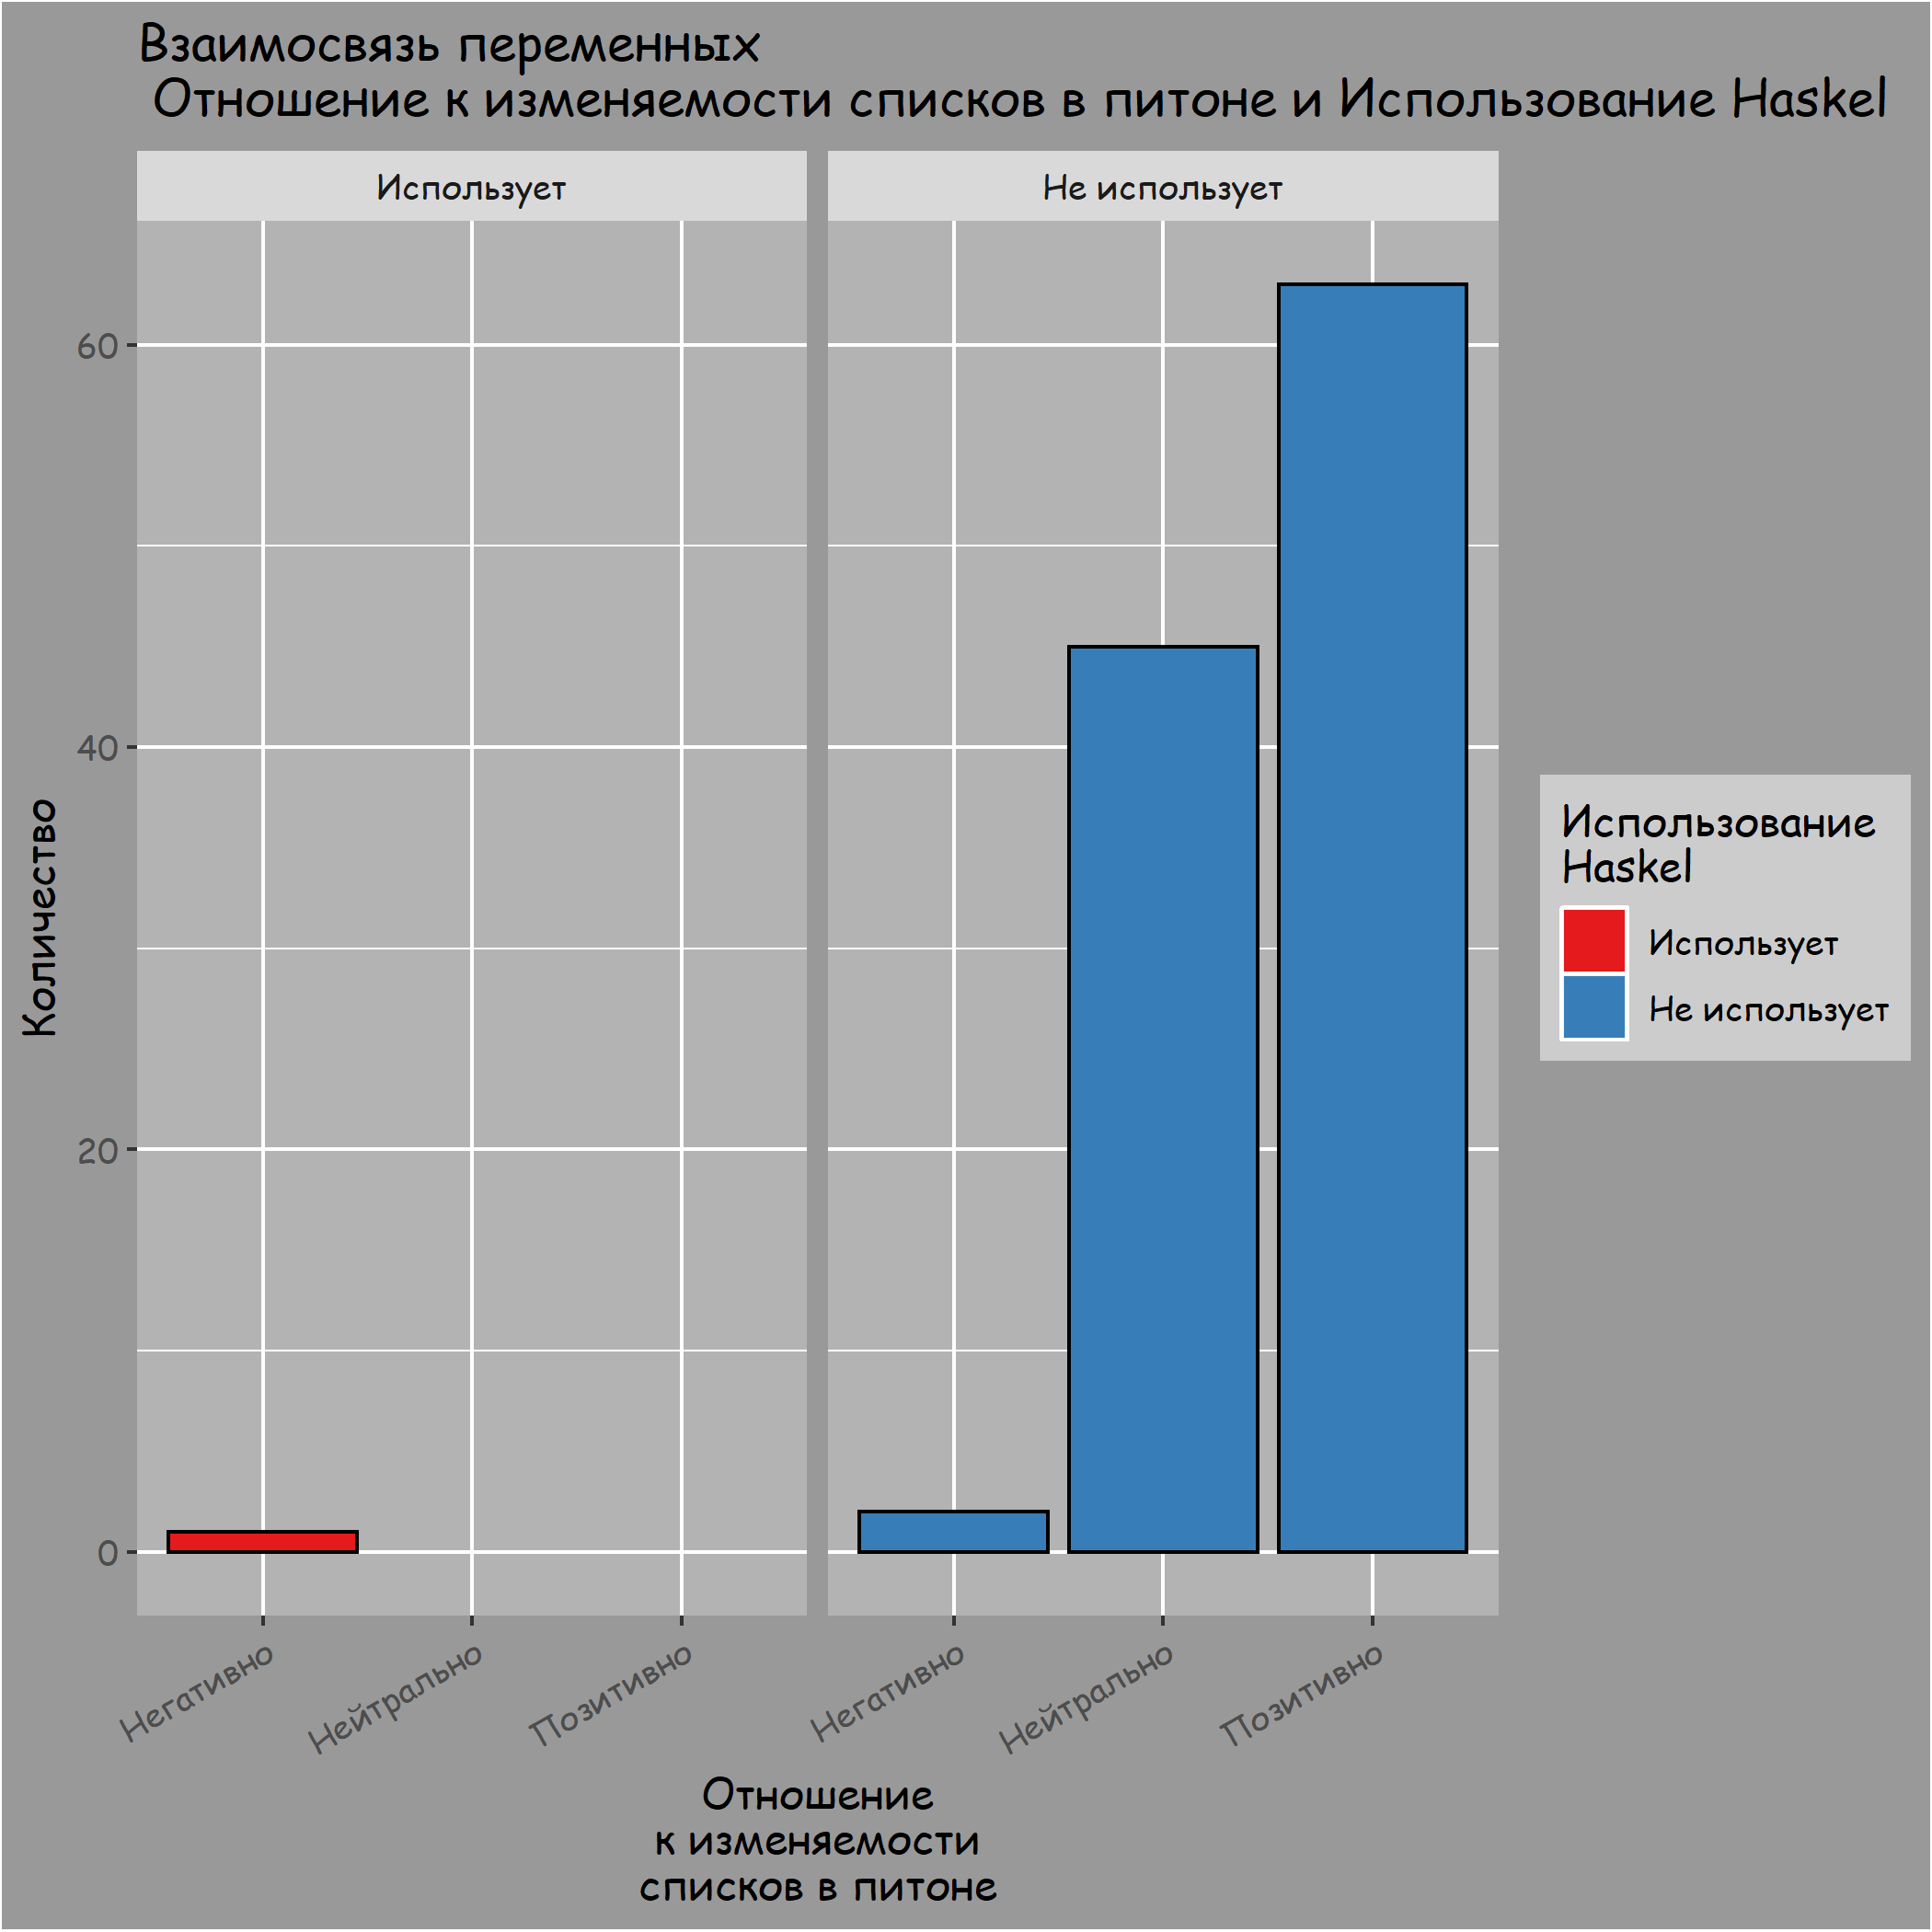 Взаимосвязь переменных
Отношение к изменяемости списков в питоне и Использование Haskel
Использует
Не использует
60
40
20
0
Количество
Негативно
Нейтрально
Позитивно
Негативно
Нейтрально
Позитивно
Отношение
к изменяемости
списков в питоне
Использование
Haskel
Использует
Не использует